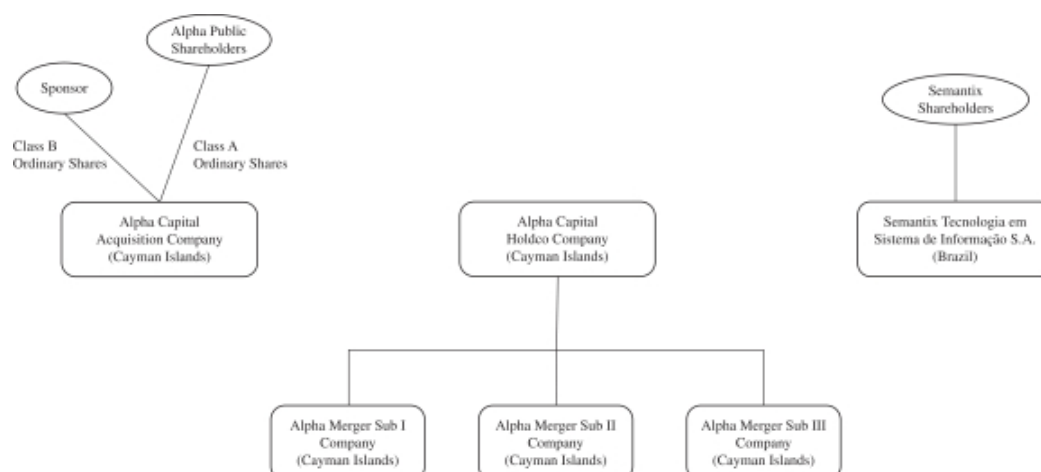 Alpha Public
Shareholders
Sponsor
Semantix
Shareholders
Class B
Ordinary Shares
Class A
Ordinary Shares
Alpha Capital
Acquisition Company
(Cayman Islands)
Alpha Capital
Holdco Company
(Cayman Islands)
Semantix Tecnologia em
Sistema de Informação S.A.
(Brazil)
Alpha Merger Sub I
Company
(Cayman Islands)
Alpha Merger Sub II
Company
(Cayman Islands)
Alpha Merger Sub III
Company
(Cayman Islands)